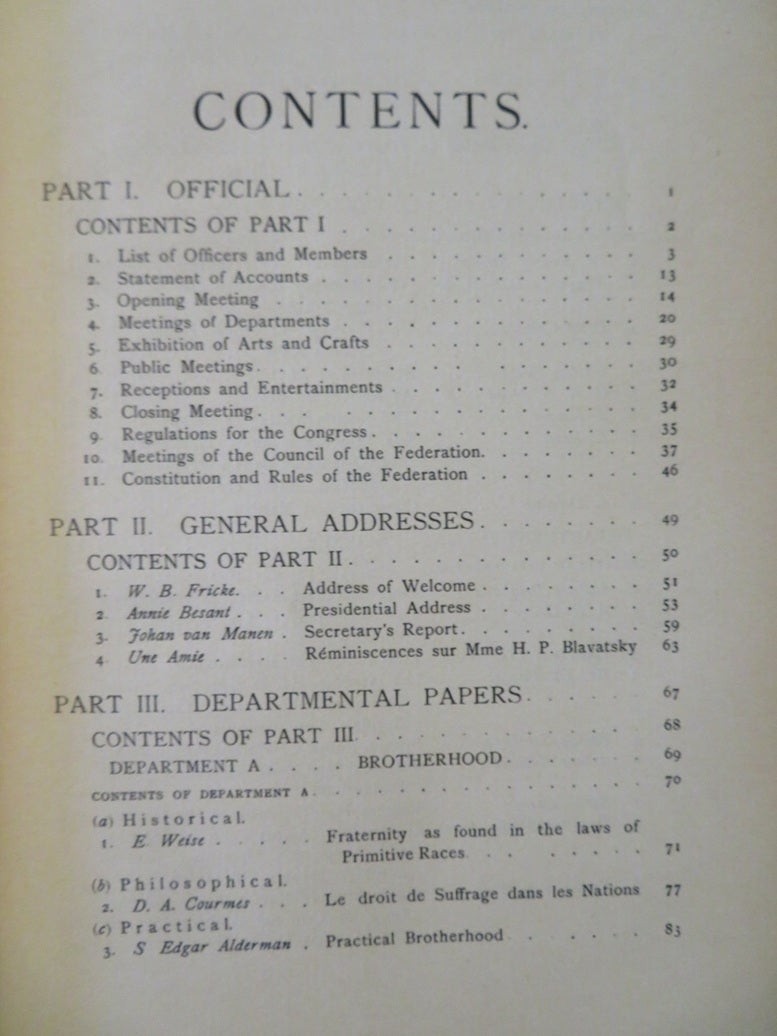 CONTENTS.
PART I. OFFICIAL . . . . . . . . . . . . . 1
CONTENTS OF PART I . . . . . . . . . . . . 2
1. List of Officers and Members . . . . . . . . . . . 3
2. Statement of Accounts . . . . . . . . . . . . . 13
3. Opening Meeting . . . . . . . . . . . . . . . 14
4. Meetings of Departments . . . . . . . . . . . . 20
5. Exhibition of Arts and Crafts . . . . . . . . . . . 29
6. Public Meetings . . . . . . . . . . . . . . . 30
7. Receptions and Entertainments . . . . . . . . . . 32
8. Closing Meeting . . . . . . . . . . . . . . . 34
9. Regulations for the Congress . . . . . . . . . . . 35
10. Meetings of the Council of the Federation. . . . . . . 37
11. Constitution and Rules of the Federation . . . . . . . 46
PART II. GENERAL ADDRESSES . . . . . . . 49
CONTENTS OF PART II . . . . . . . . . . . . 50
1. W. B. Fricke. . . Address of Welcome . . . . . . . 51
2. Annie Besant . . . Presidential Address . . . . . . . 53
3. Johan van Manen . Secretary's Report . . . . . . . . 59
4. Une Amie . . . . Réminiscences sur Mme H. P. Blavatsky 63
PART III. DEPARTMENTAL PAPERS . . . . . 67
CONTENTS OF PART III . . . . . . . . . . . 68
DEPARTMENT A . . . . BROTHERHOOD . . . . . . 69
CONTENTS OF DEPARTMENT A . . . . . . . . . . . . . 70
(a) Historical.
1. E. Weise . . . . . Fraternity as found in the laws of
Primitive Races . . . . . . . 71
(b) Philosophical.
2. D. A. Courmes . . . Le droit de Suffrage dans les Nations 77
(c) Practical.
3. S Edgar Alderman . Practical Brotherhood . . . . . . 83